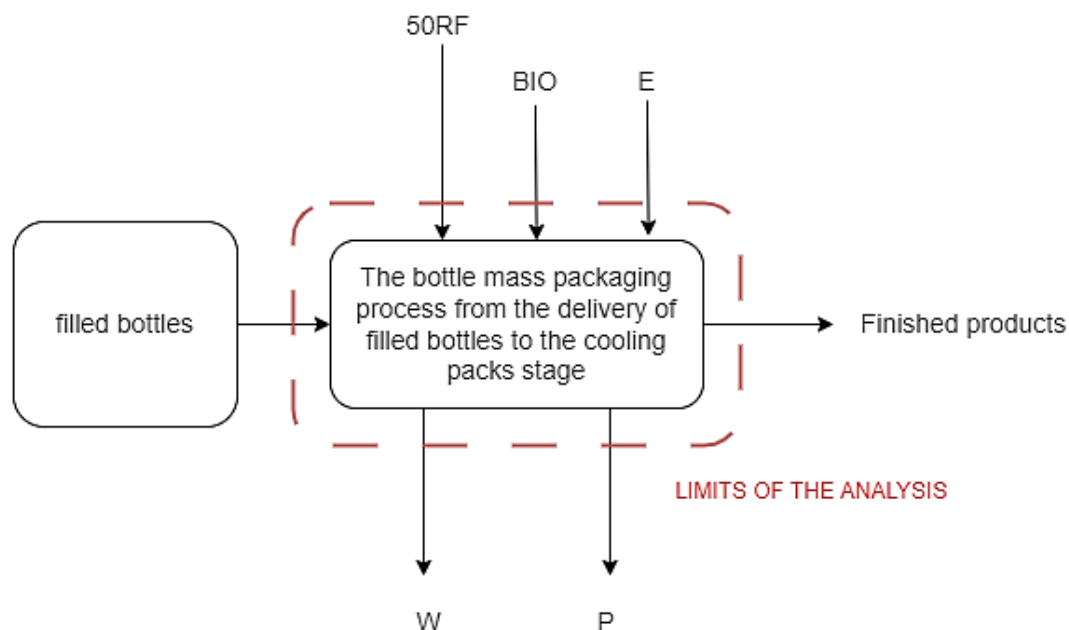 50RF
BIO
E
filled bottles
The bottle mass packaging
process from the delivery of
filled bottles to the cooling
packs stage
Finished products
LIMITS OF THE ANALYSIS
W
P